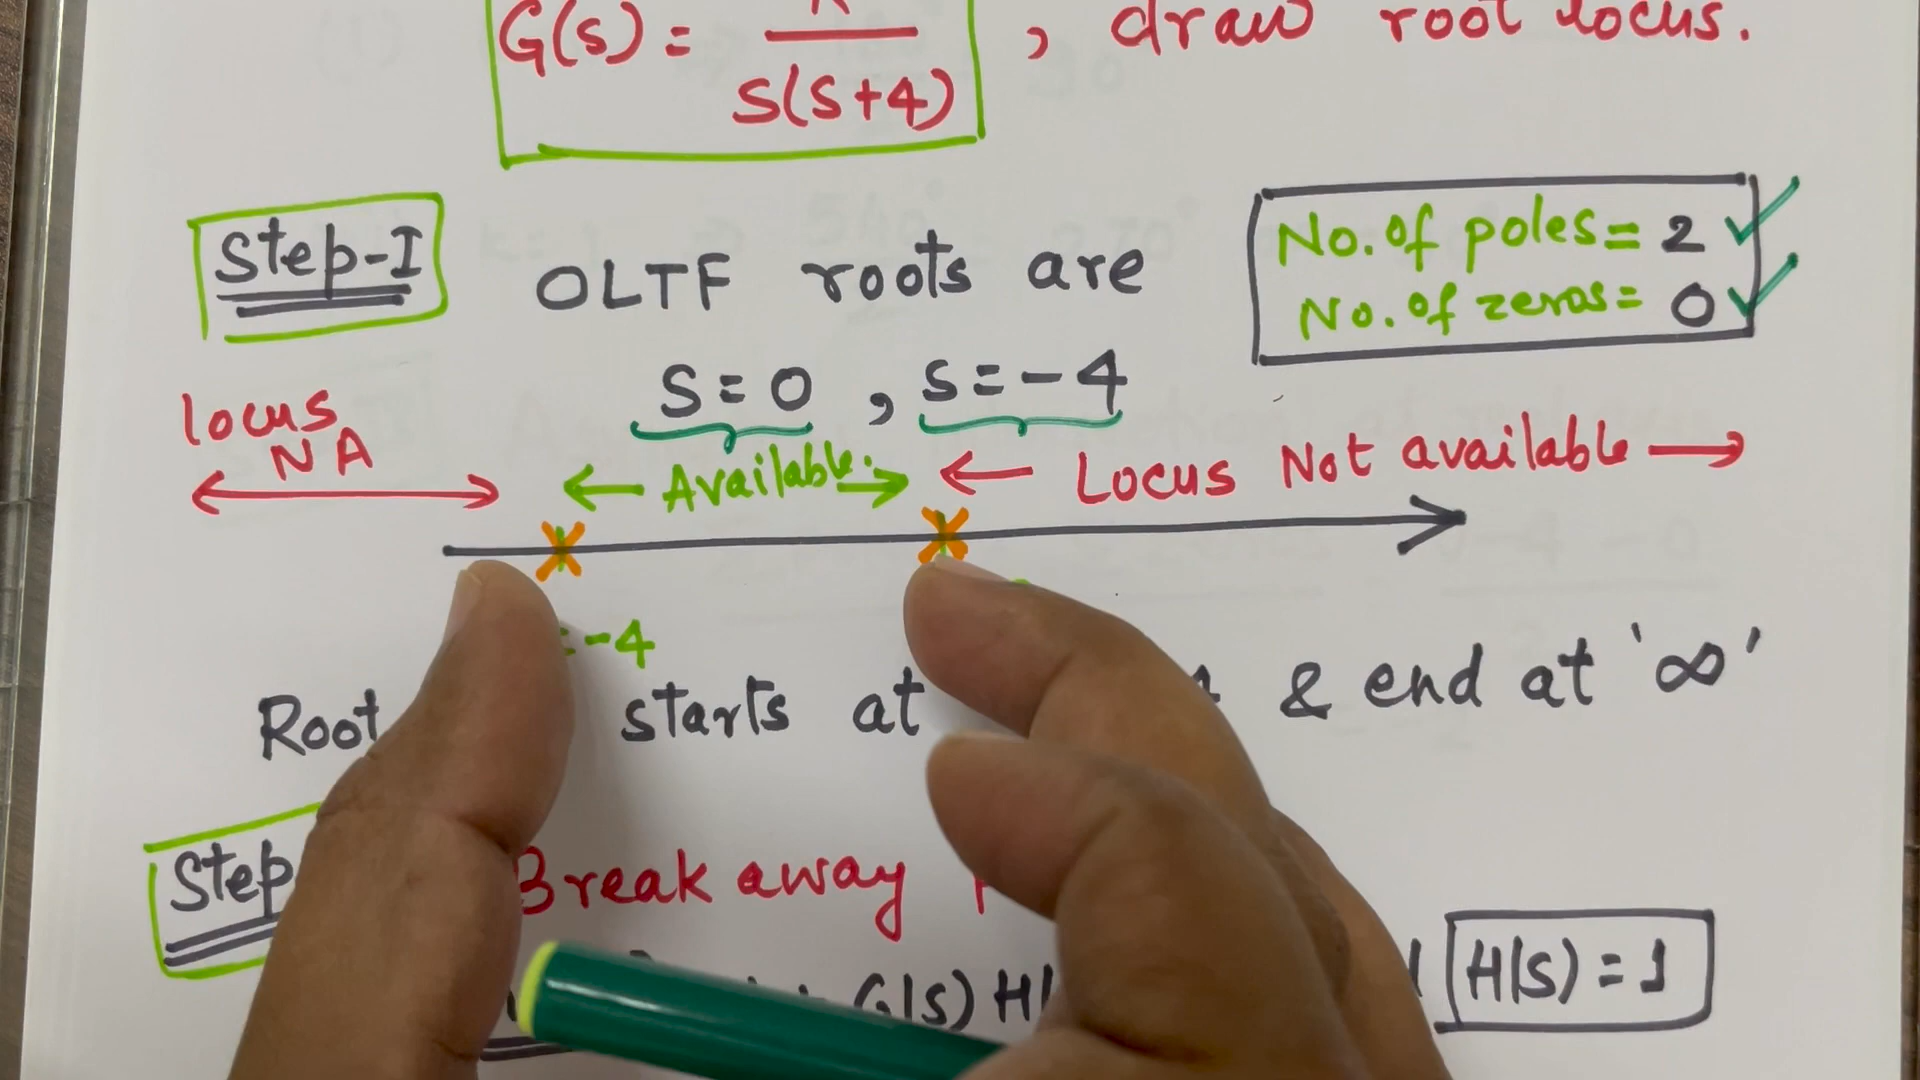 G(s) = K / s(s+4) , draw root locus.
Step-I OLTF roots are
No. of poles = 2 ✓
No. of zeros = 0 ✓
s = 0 , s = -4
locus
NA
← Available. → ← Locus Not available →
= -4
Root starts at & end at '∞'
Step Break away
G(s) H( H(s) = 1